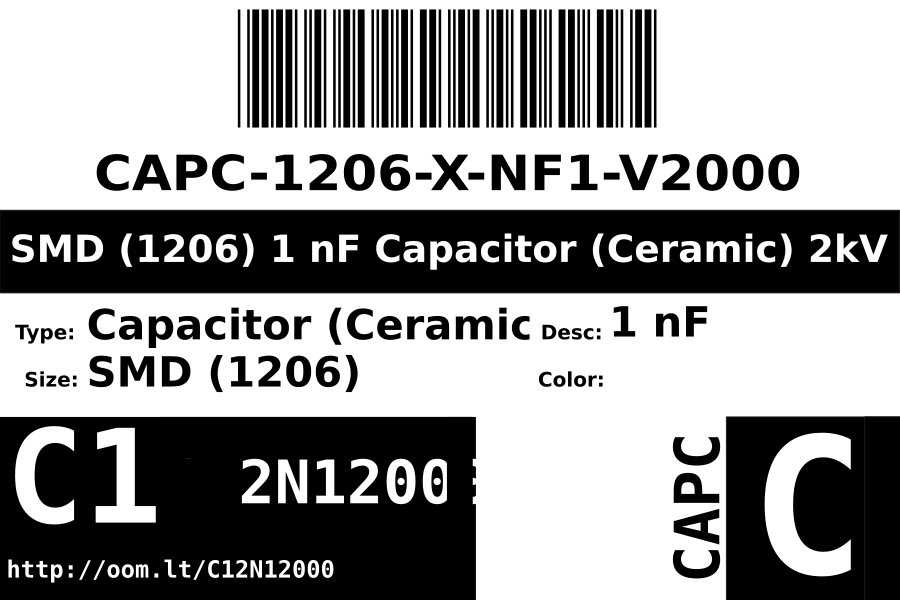 CAPC-1206-X-NF1-V2000
SMD (1206) 1 nF Capacitor (Ceramic) 2kV
Type: Capacitor (Ceramic Desc: 1 nF
Size: SMD (1206) Color:
C1 2N1200
http://oom.lt/C12N12000
CAPC
C